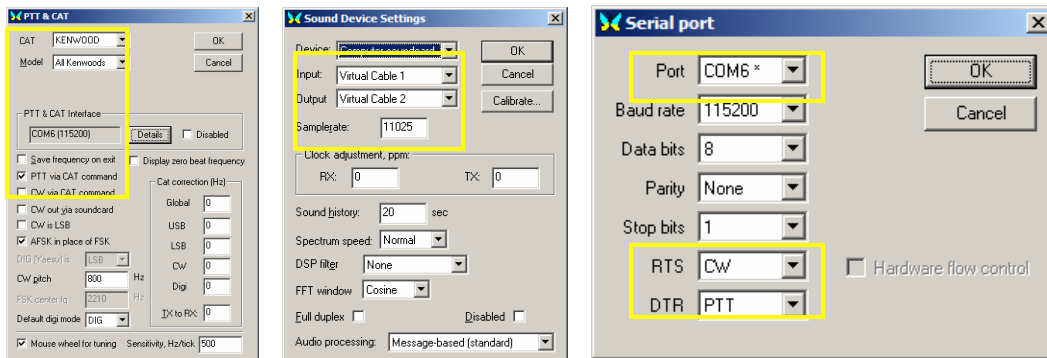 PTT & CAT
CAT KENWOOD OK
Model All Kenwoods Cancel
PTT & CAT Interface
COM6 (115200) Details Disabled
Save frequency on exit Display zero beat frequency
PTT via CAT command Cat correction (Hz)
CW via CAT command Global 0
CW out via soundcard
CW is LSB USB 0
AFSK in place of FSK LSB 0
DIG (Yaesu) is LSB CW 0
CW pitch 800 Hz Digi 0
FSK center fq 2210 Hz
Default digi mode DIG TX to RX: 0
Mouse wheel for tuning Sensitivity, Hz/tick 500
Sound Device Settings
Device: Computer soundcard OK
Input: Virtual Cable 1 Cancel
Output Virtual Cable 2 Calibrate...
Samplerate: 11025
Clock adjustment, ppm:
RX: 0 TX: 0
Sound history: 20 sec
Spectrum speed: Normal
DSP filter None
FFT window Cosine
Full duplex Disabled
Audio processing: Message-based (standard)
Serial port
Port COM6 * OK
Baud rate 115200 Cancel
Data bits 8
Parity None
Stop bits 1
RTS CW Hardware flow control
DTR PTT